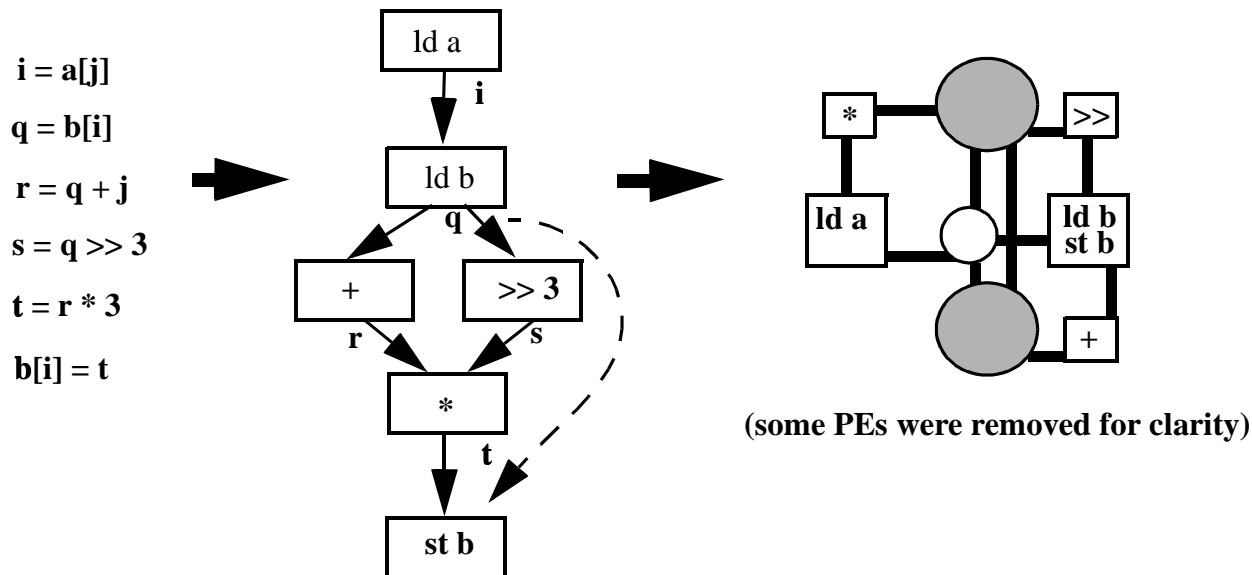 i = a[j]
q = b[i]
r = q + j
s = q >> 3
t = r * 3
b[i] = t
ld a
i
ld b
q
+
>> 3
r
s
*
t
st b
*
>>
ld a
ld b
st b
+
(some PEs were removed for clarity)